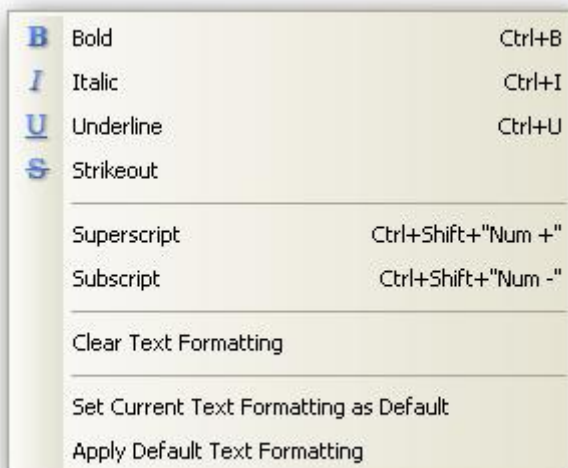 B Bold Ctrl+B
I Italic Ctrl+I
U Underline Ctrl+U
S Strikeout
Superscript Ctrl+Shift+"Num +"
Subscript Ctrl+Shift+"Num -"
Clear Text Formatting
Set Current Text Formatting as Default
Apply Default Text Formatting